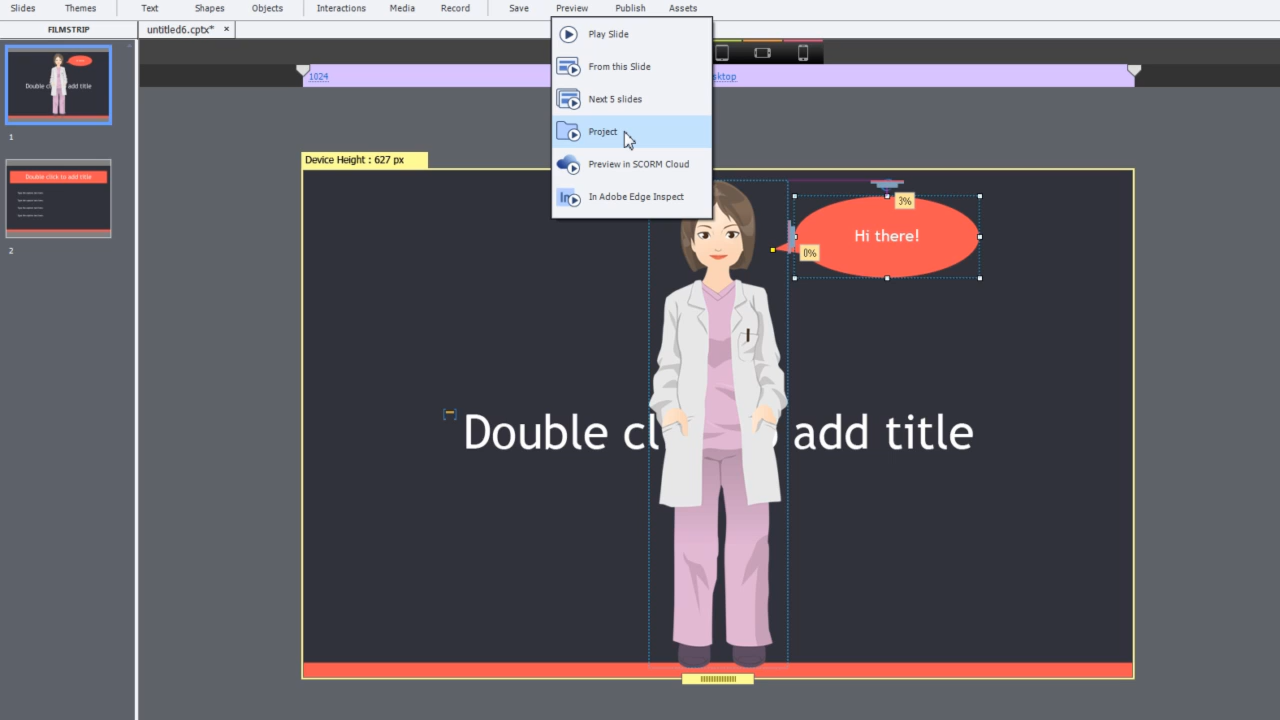 Slides Themes Text Shapes Objects Interactions Media Record Save Preview Publish Assets
FILMSTRIP untitled6.cptx* ×
Play Slide
From this Slide
Next 5 slides
Project
Preview in SCORM Cloud
In Adobe Edge Inspect
1024
sktop
Device Height : 627 px
3%
Hi there!
0%
Double cl
add title
1
Double click to add title
2